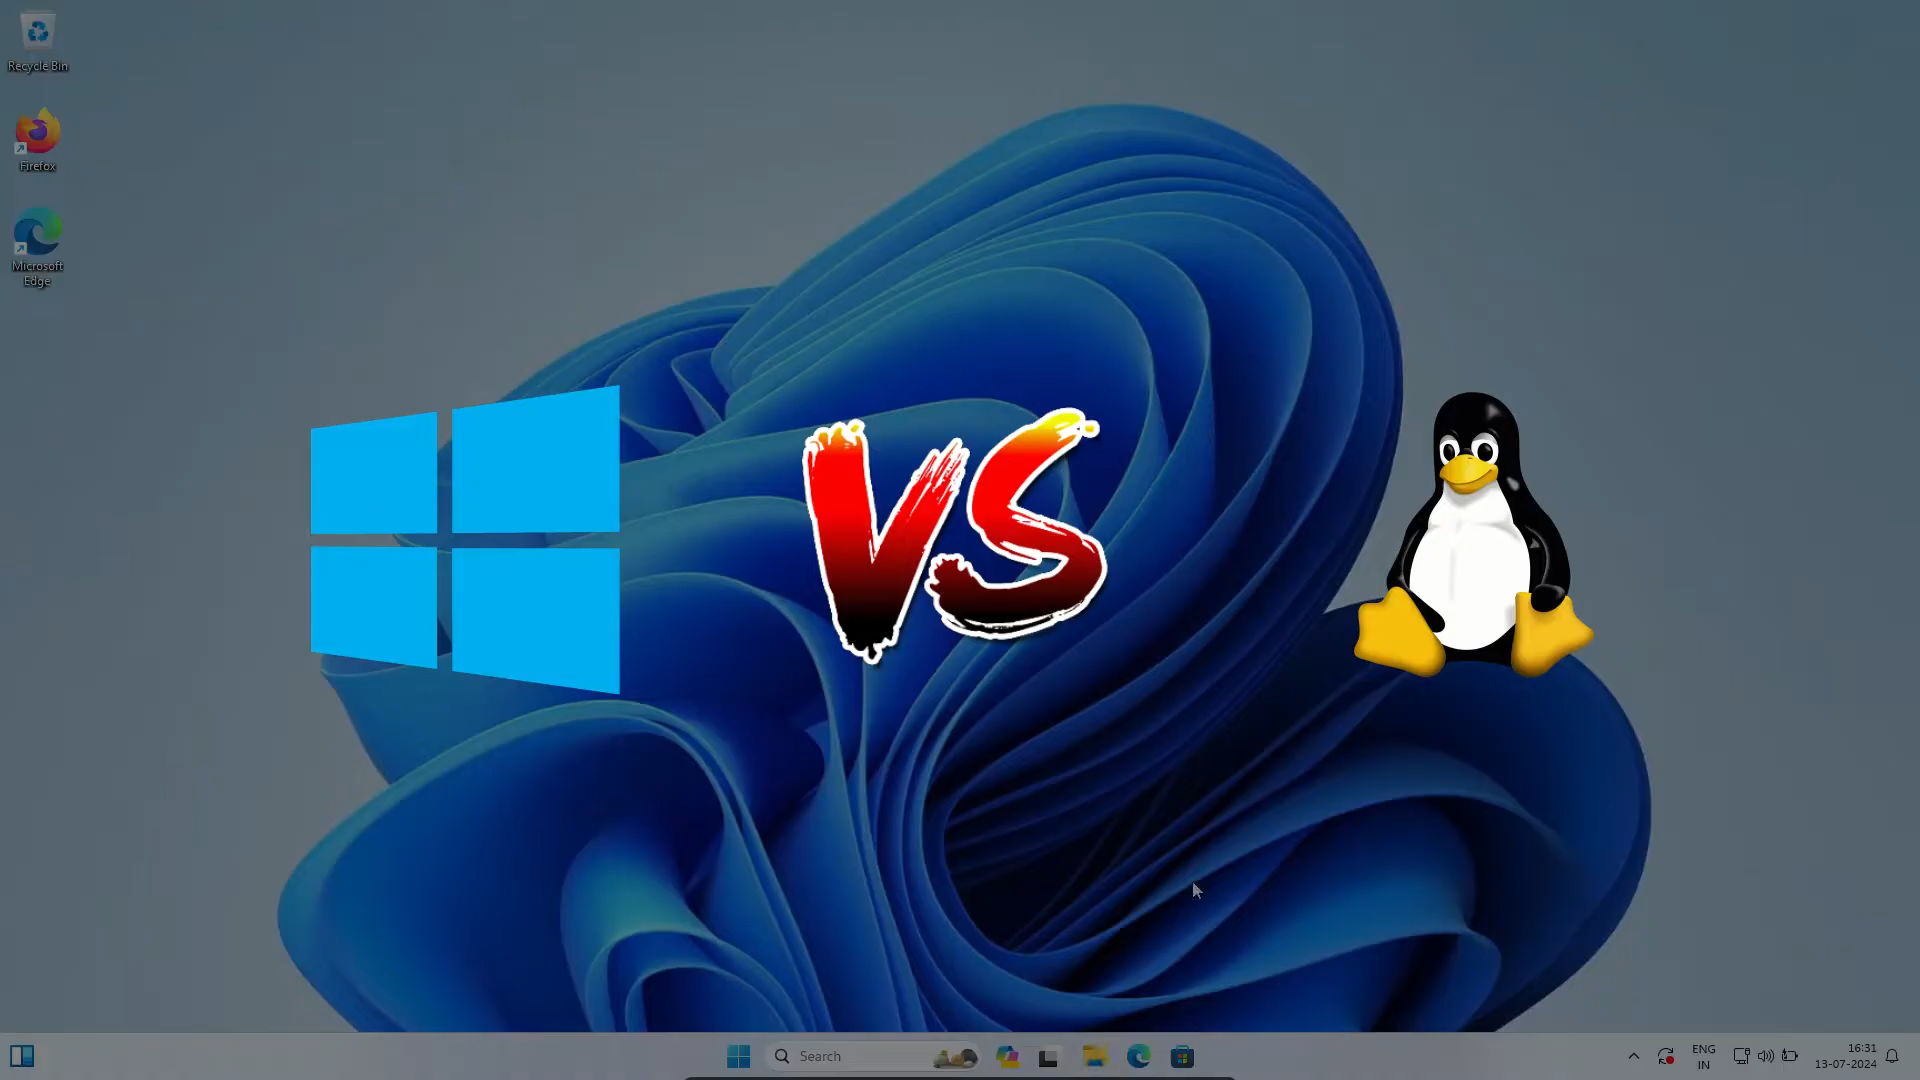 Recycle Bin
Firefox
Microsoft
Edge
VS
Search
ENG
IN
16:31
13-07-2024